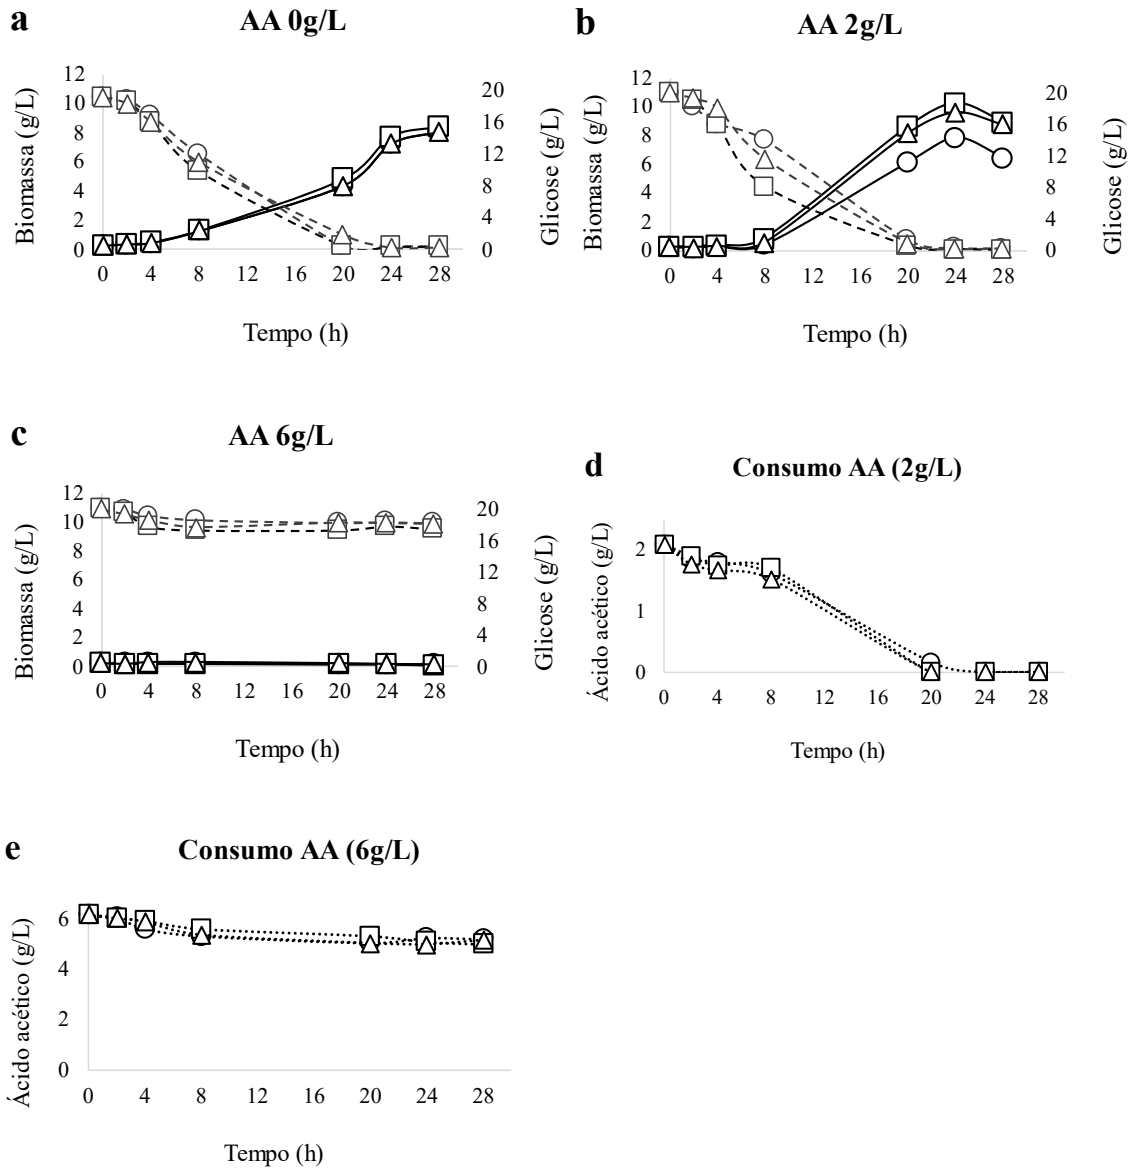 a
AA 0g/L
12
10
8
6
4
2
0
Biomassa (g/L)
20
16
12
8
4
0
Glicose (g/L)
0 4 8 12 16 20 24 28
Tempo (h)
b
AA 2g/L
12
10
8
6
4
2
0
Biomassa (g/L)
20
16
12
8
4
0
Glicose (g/L)
0 4 8 12 16 20 24 28
Tempo (h)
c
AA 6g/L
12
10
8
6
4
2
0
Biomassa (g/L)
20
16
12
8
4
0
Glicose (g/L)
0 4 8 12 16 20 24 28
Tempo (h)
d
Consumo AA (2g/L)
2
1
0
Ácido acético (g/L)
0 4 8 12 16 20 24 28
Tempo (h)
e
Consumo AA (6g/L)
6
4
2
0
Ácido acético (g/L)
0 4 8 12 16 20 24 28
Tempo (h)